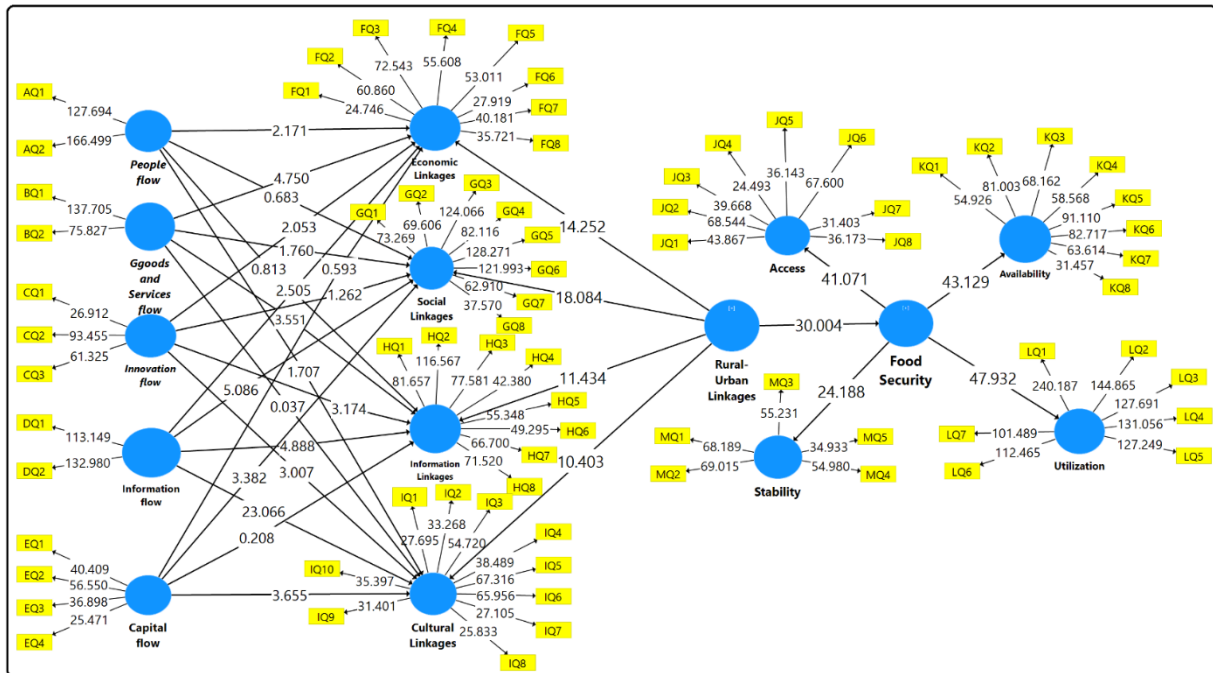 AQ1
127.694
AQ2
166.499
People
flow
BQ1
137.705
BQ2
75.827
Ggoods
and
Services
flow
CQ1
26.912
CQ2
93.455
CQ3
61.325
Innovation
flow
DQ1
113.149
DQ2
132.980
Information
flow
EQ1
40.409
EQ2
56.550
EQ3
36.898
EQ4
25.471
Capital
flow
2.171
4.750
0.683
2.053
1.760
0.813
0.593
2.505
1.262
3.551
1.707
5.086
0.037
3.174
4.888
3.382
3.007
23.066
0.208
3.655
FQ1
24.746
FQ2
60.860
FQ3
72.543
FQ4
55.608
FQ5
53.011
FQ6
27.919
FQ7
40.181
FQ8
35.721
Economic
Linkages
GQ1
73.269
GQ2
69.606
GQ3
124.066
GQ4
82.116
GQ5
128.271
GQ6
121.993
GQ7
62.910
GQ8
37.570
Social
Linkages
HQ1
81.657
HQ2
116.567
HQ3
77.581
HQ4
42.380
HQ5
55.348
HQ6
49.295
HQ7
66.700
HQ8
71.520
Information
Linkages
IQ1
27.695
IQ2
33.268
IQ3
54.720
IQ4
38.489
IQ5
67.316
IQ6
65.956
IQ7
27.105
IQ8
25.833
IQ9
31.401
IQ10
35.397
Cultural
Linkages
14.252
18.084
11.434
10.403
[-]
Rural-
Urban
Linkages
30.004
[+]
Food
Security
41.071
43.129
24.188
47.932
JQ1
43.867
JQ2
68.544
JQ3
39.668
JQ4
24.493
JQ5
36.143
JQ6
67.600
JQ7
31.403
JQ8
36.173
Access
KQ1
54.926
KQ2
81.003
KQ3
68.162
KQ4
58.568
KQ5
91.110
KQ6
82.717
KQ7
63.614
KQ8
31.457
Availability
MQ1
68.189
MQ2
69.015
MQ3
55.231
MQ5
34.933
MQ4
54.980
Stability
LQ1
240.187
LQ2
144.865
LQ3
127.691
LQ4
131.056
LQ5
127.249
LQ7
101.489
LQ6
112.465
Utilization